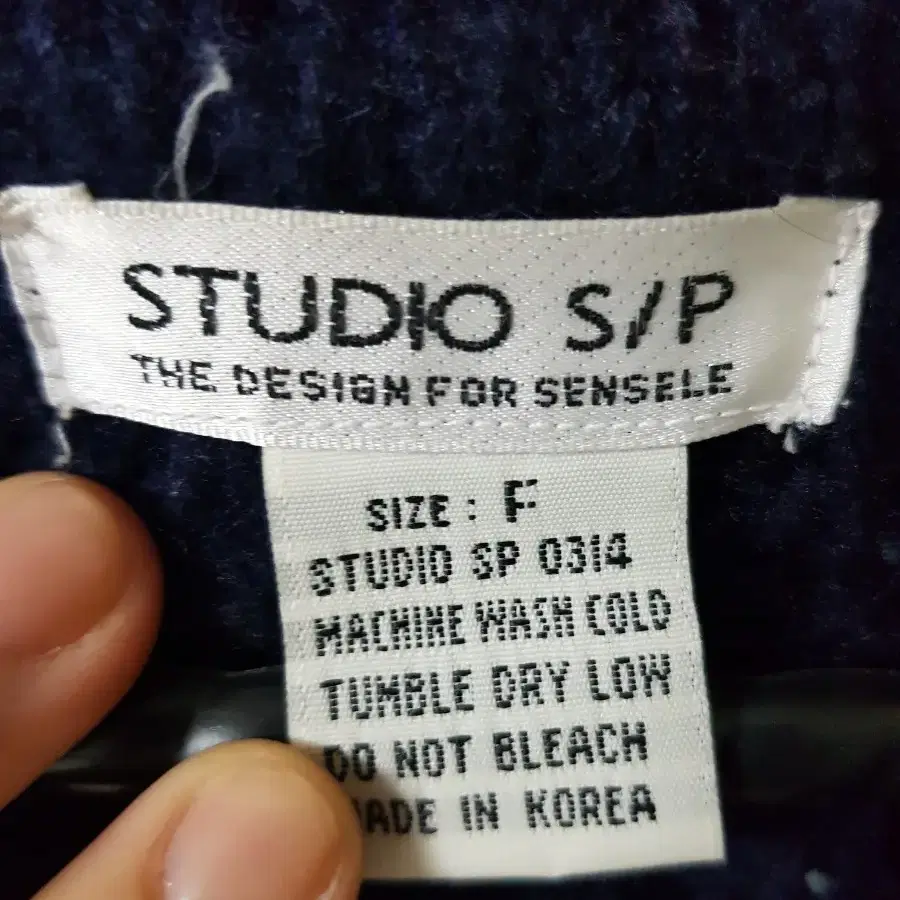 STUDIO S/P
THE DESIGN FOR SENSELE
SIZE : F
STUDIO SP 0314
MACHINE WASH COLD
TUMBLE DRY LOW
DO NOT BLEACH
MADE IN KOREA